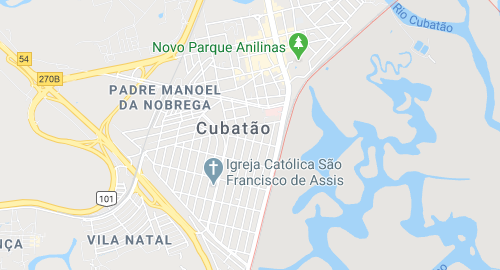 Rio Cubatão
Novo Parque Anilinas
54
270B
PADRE MANOEL
DA NOBREGA
Cubatão
Igreja Católica São
Francisco de Assis
101
VILA NATAL
NÇA